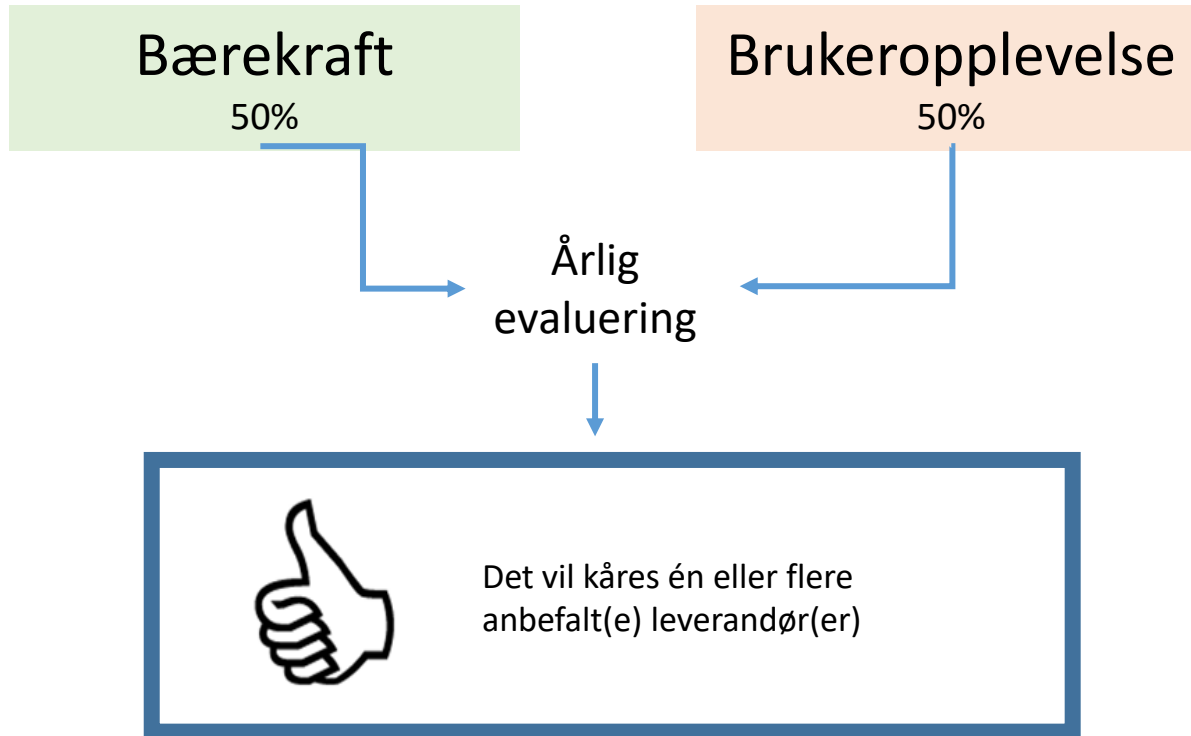 Bærekraft
50%
Brukeropplevelse
50%
Årlig
evaluering
Det vil kåres én eller flere
anbefalt(e) leverandør(er)